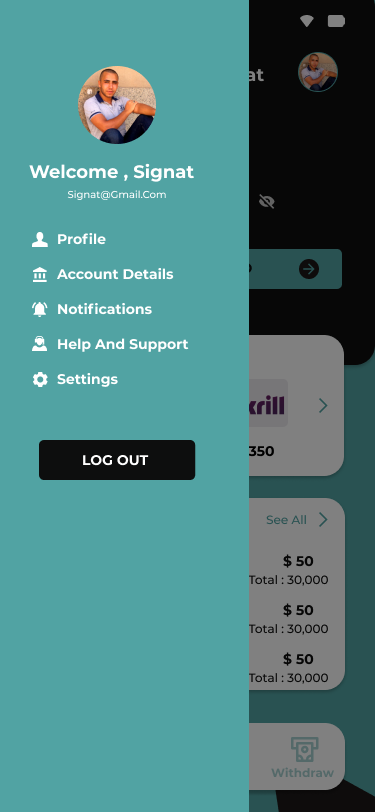 at
Welcome , Signat
Signat@Gmail.Com
Profile
Account Details
Notifications
Help And Support
Settings
LOG OUT
krill
350
See All
$ 50
Total : 30,000
$ 50
Total : 30,000
$ 50
Total : 30,000
Withdraw